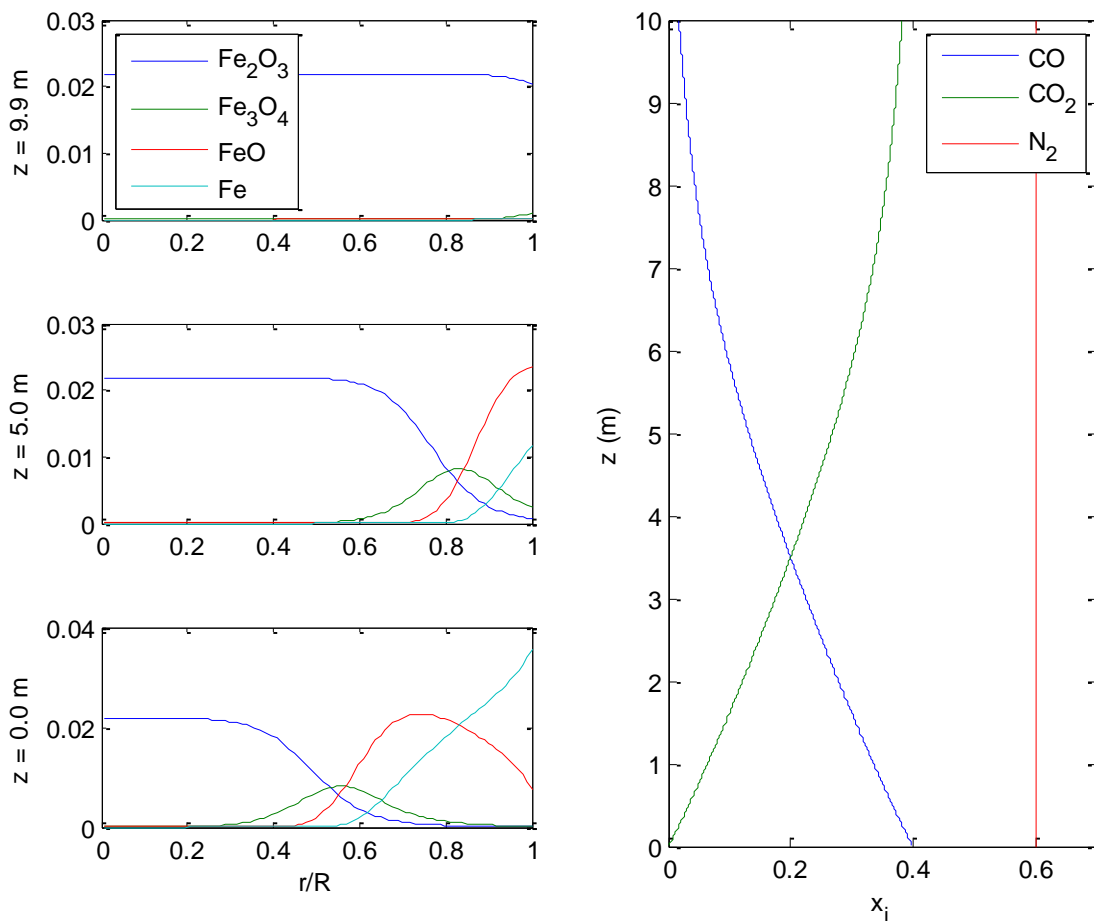 0.03
0.02
0.01
0
z = 9.9 m
Fe2O3
Fe3O4
FeO
Fe
0 0.2 0.4 0.6 0.8 1
0.03
0.02
0.01
0
z = 5.0 m
0 0.2 0.4 0.6 0.8 1
0.04
0.02
0
z = 0.0 m
0 0.2 0.4 0.6 0.8 1
r/R
10
9
8
7
6
5
4
3
2
1
0
z (m)
CO
CO2
N2
0 0.2 0.4 0.6
xi